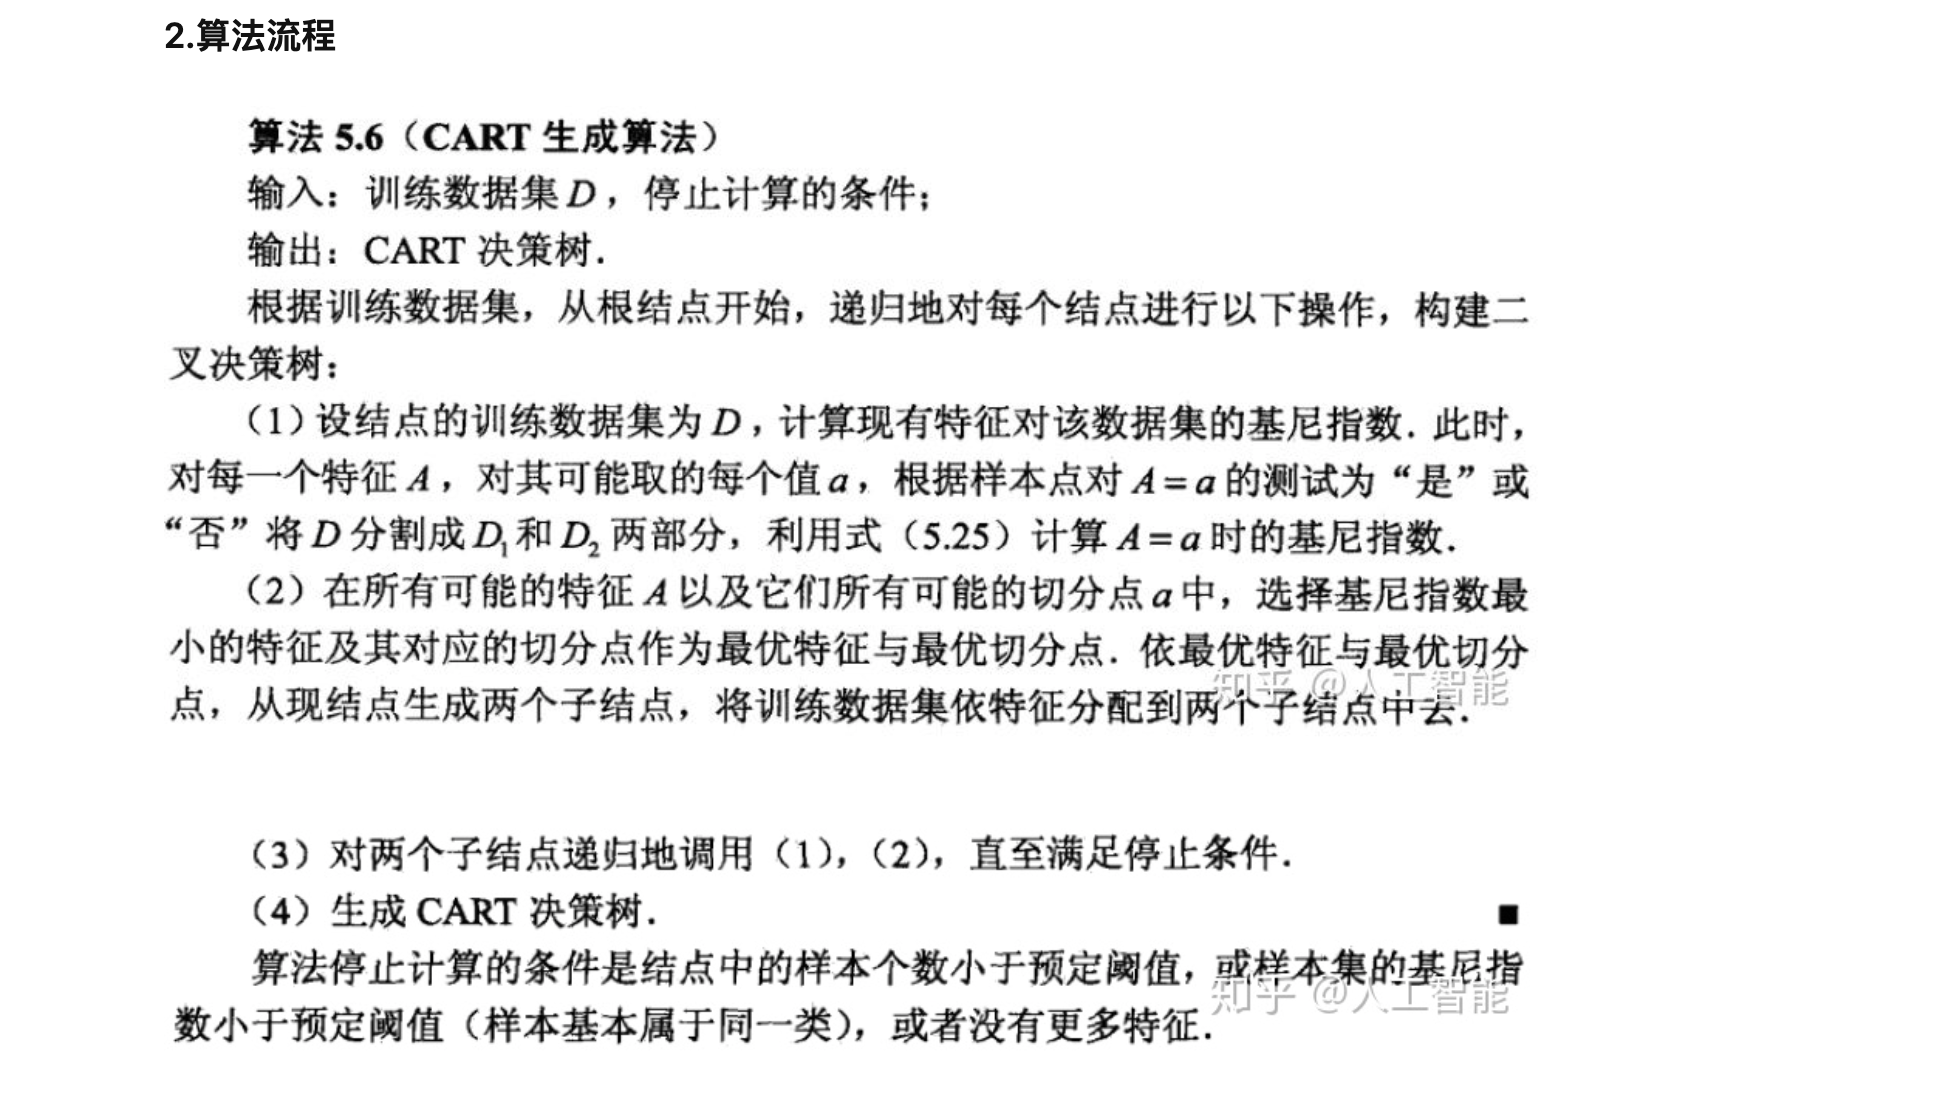 2.算法流程
算法 5.6（CART 生成算法）
输入：训练数据集 D，停止计算的条件；
输出：CART 决策树．
根据训练数据集，从根结点开始，递归地对每个结点进行以下操作，构建二
叉决策树：
（1）设结点的训练数据集为 D，计算现有特征对该数据集的基尼指数．此时，
对每一个特征 A，对其可能取的每个值 a，根据样本点对 A = a 的测试为“是”或
“否”将 D 分割成 D₁ 和 D₂ 两部分，利用式（5.25）计算 A = a 时的基尼指数．
（2）在所有可能的特征 A 以及它们所有可能的切分点 a 中，选择基尼指数最
小的特征及其对应的切分点作为最优特征与最优切分点．依最优特征与最优切分
点，从现结点生成两个子结点，将训练数据集依特征分配到两个子结点中去．
知乎 @人工智能
（3）对两个子结点递归地调用（1），（2），直至满足停止条件．
（4）生成 CART 决策树． ■
算法停止计算的条件是结点中的样本个数小于预定阈值，或样本集的基尼指
数小于预定阈值（样本基本属于同一类），或者没有更多特征．
知乎 @人工智能